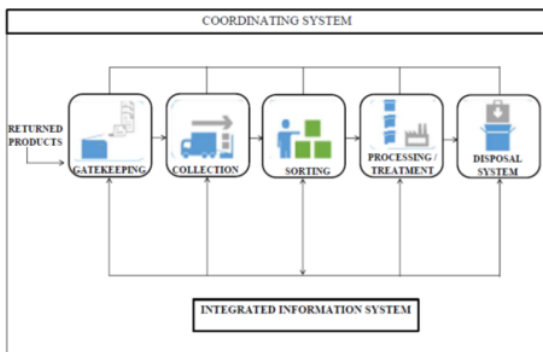 COORDINATING SYSTEM
RETURNED
PRODUCTS
GATEKEEPING
COLLECTION
SORTING
PROCESSING /
TREATMENT
DISPOSAL
SYSTEM
INTEGRATED INFORMATION SYSTEM